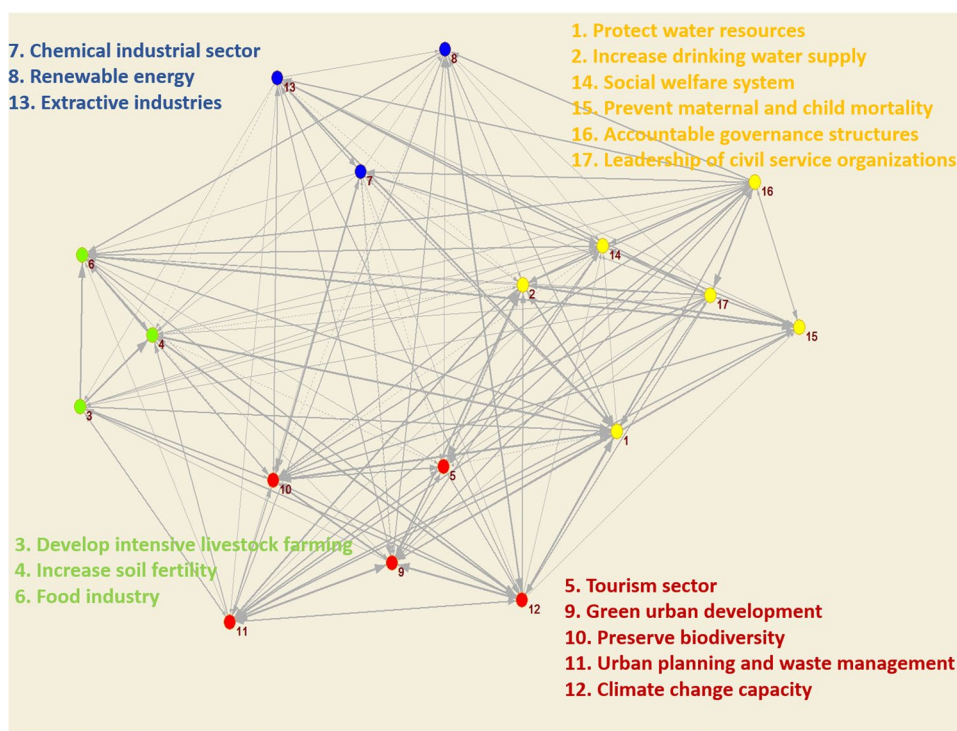 7. Chemical industrial sector
8. Renewable energy
13. Extractive industries
1. Protect water resources
2. Increase drinking water supply
14. Social welfare system
15. Prevent maternal and child mortality
16. Accountable governance structures
17. Leadership of civil service organizations
8
13
7
16
14
6
2
17
15
4
3
1
5
10
3. Develop intensive livestock farming
4. Increase soil fertility
6. Food industry
9
12
11
5. Tourism sector
9. Green urban development
10. Preserve biodiversity
11. Urban planning and waste management
12. Climate change capacity